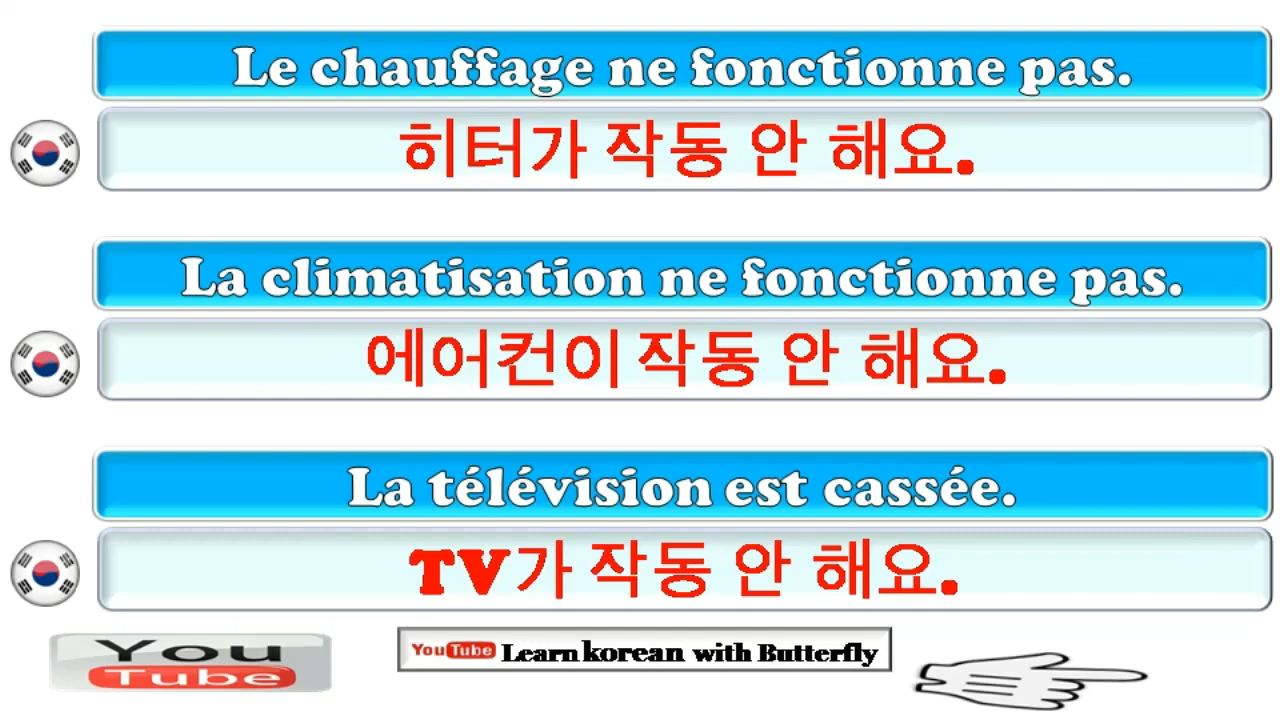 Le chauffage ne fonctionne pas.
히터가 작동 안 해요.
La climatisation ne fonctionne pas.
에어컨이 작동 안 해요.
La télévision est cassée.
TV가 작동 안 해요.
You
Tube
YouTube Learn korean with Butterfly